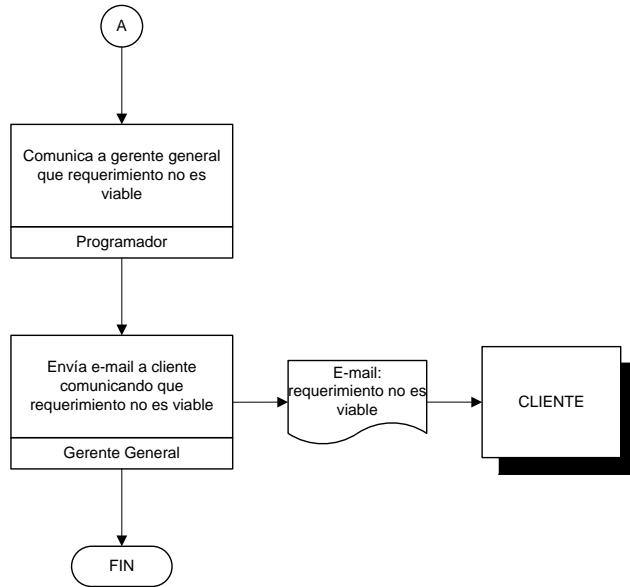 A
Comunica a gerente general
que requerimiento no es
viable
Programador
Envía e-mail a cliente
comunicando que
requerimiento no es viable
Gerente General
E-mail:
requerimiento no es
viable
CLIENTE
FIN